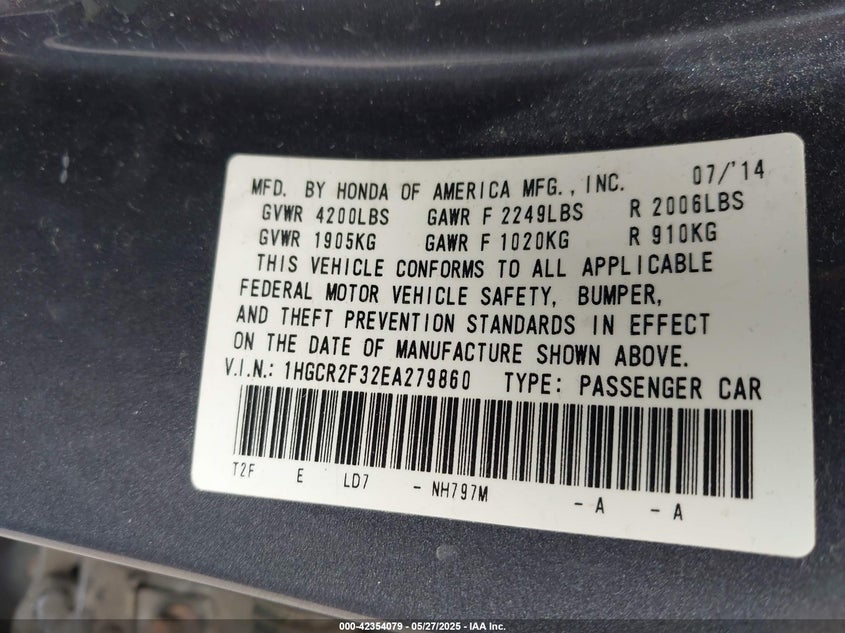 MFD. BY HONDA OF AMERICA MFG., INC. 07/'14
GVWR 4200LBS GAWR F 2249LBS R 2006LBS
GVWR 1905KG GAWR F 1020KG R 910KG
THIS VEHICLE CONFORMS TO ALL APPLICABLE
FEDERAL MOTOR VEHICLE SAFETY, BUMPER,
AND THEFT PREVENTION STANDARDS IN EFFECT
ON THE DATE OF MANUFACTURE SHOWN ABOVE.
V.I.N.: 1HGCR2F32EA279860 TYPE: PASSENGER CAR
T2F E LD7 - NH797M - A - A
000-42354079 — 05/27/2025 - IAA Inc.